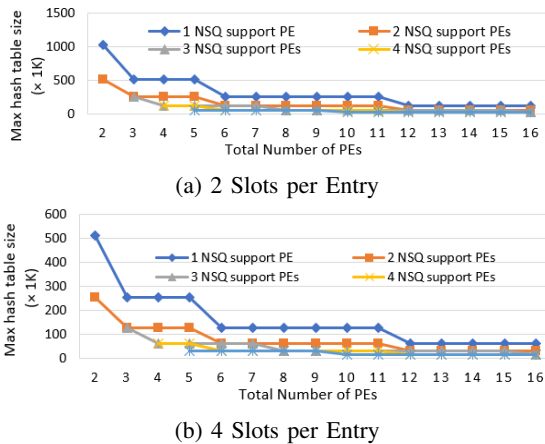 Max hash table size
(× 1K)
1500
1000
500
0
1 NSQ support PE
2 NSQ support PEs
3 NSQ support PEs
4 NSQ support PEs
2 3 4 5 6 7 8 9 10 11 12 13 14 15 16
Total Number of PEs
(a) 2 Slots per Entry
Max hash table size
(× 1K)
600
500
400
300
200
100
0
1 NSQ support PE
2 NSQ support PEs
3 NSQ support PEs
4 NSQ support PEs
2 3 4 5 6 7 8 9 10 11 12 13 14 15 16
Total Number of PEs
(b) 4 Slots per Entry